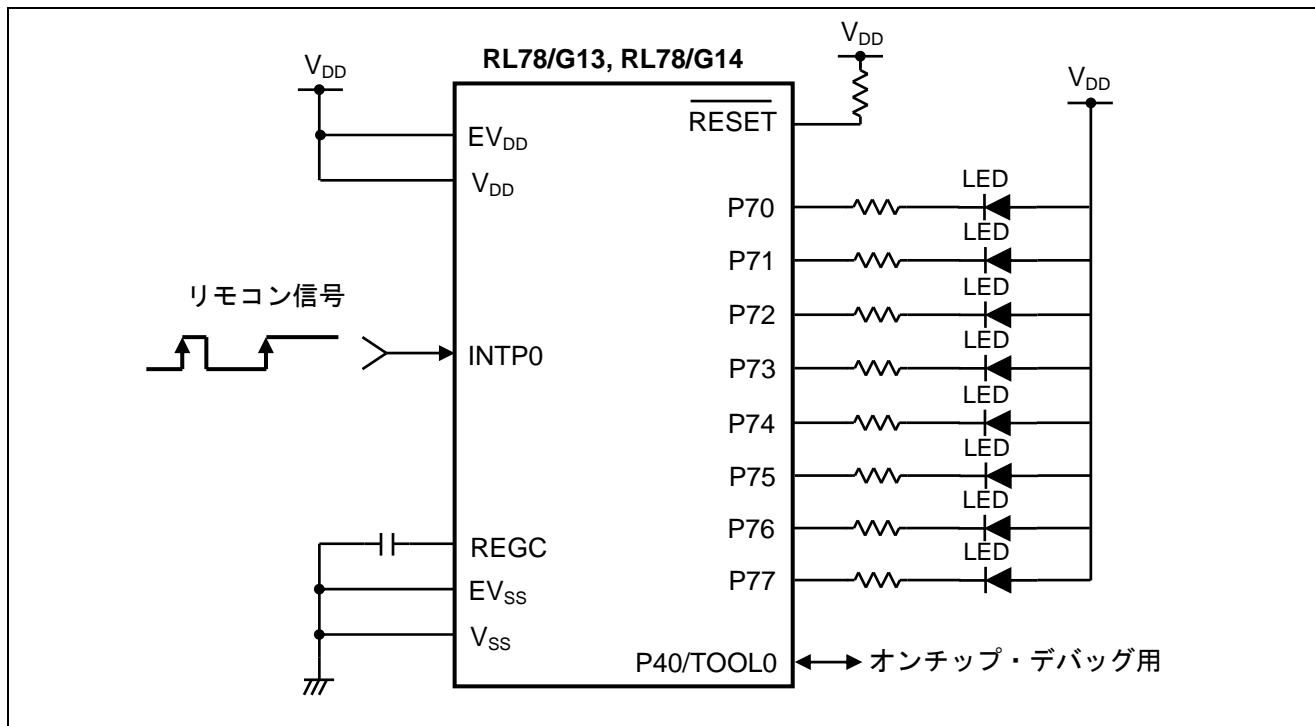 RL78/G13, RL78/G14
VDD
VDD
VDD
EVDD
VDD
RESET
リモコン信号
INTP0
REGC
EVSS
VSS
P70
LED
P71
LED
P72
LED
P73
LED
P74
LED
P75
LED
P76
LED
P77
LED
P40/TOOL0
オンチップ・デバッグ用